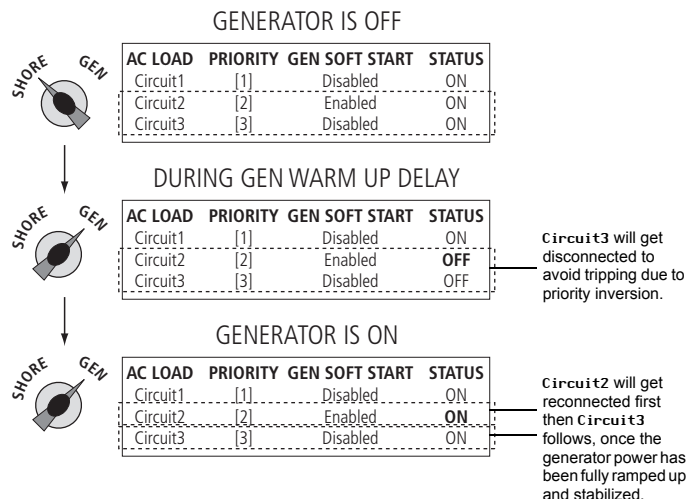 GENERATOR IS OFF
SHORE GEN
AC LOAD PRIORITY GEN SOFT START STATUS
Circuit1 [1] Disabled ON
Circuit2 [2] Enabled ON
Circuit3 [3] Disabled ON
DURING GEN WARM UP DELAY
SHORE GEN
AC LOAD PRIORITY GEN SOFT START STATUS
Circuit1 [1] Disabled ON
Circuit2 [2] Enabled OFF
Circuit3 [3] Disabled OFF
Circuit3 will get
disconnected to
avoid tripping due to
priority inversion.
GENERATOR IS ON
SHORE GEN
AC LOAD PRIORITY GEN SOFT START STATUS
Circuit1 [1] Disabled ON
Circuit2 [2] Enabled ON
Circuit3 [3] Disabled ON
Circuit2 will get
reconnected first
then Circuit3
follows, once the
generator power has
been fully ramped up
and stabilized.